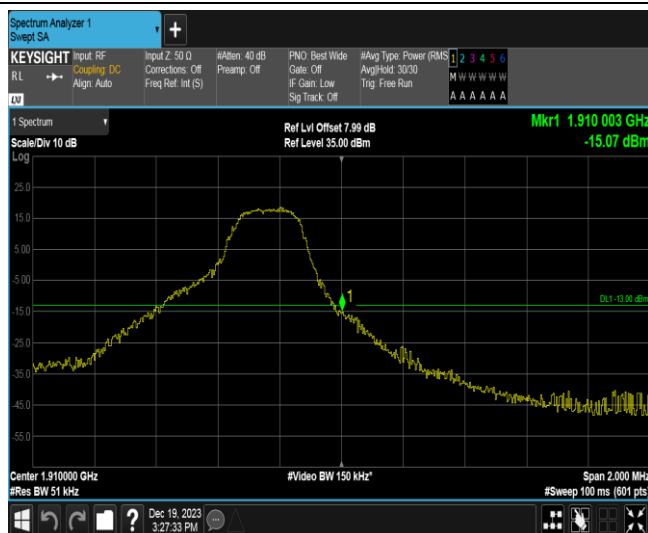 Spectrum Analyzer 1
Swept SA
KEYSIGHT Input: RF Input Z: 50 Ω #Atten: 40 dB PNO: Best Wide #Avg Type: Power (RMS 1 2 3 4 5 6
RL Coupling: DC Corrections: Off Preamp: Off Gate: Off Avg|Hold: 30/30 M W W W W W
Align: Auto Freq Ref: Int (S) IF Gain: Low Trig: Free Run
Sig Track: Off A A A A A A
LXI
1 Spectrum Ref Lvl Offset 7.99 dB Mkr1 1.910 003 GHz
Scale/Div 10 dB Ref Level 35.00 dBm -15.07 dBm
Log
25.0
15.0
5.00
-5.00
1
DL1 -13.00 dBm
-15.0
-25.0
-35.0
-45.0
-55.0
Center 1.910000 GHz #Video BW 150 kHz* Span 2.000 MHz
#Res BW 51 kHz #Sweep 100 ms (601 pts)
? Dec 19, 2023
3:27:33 PM